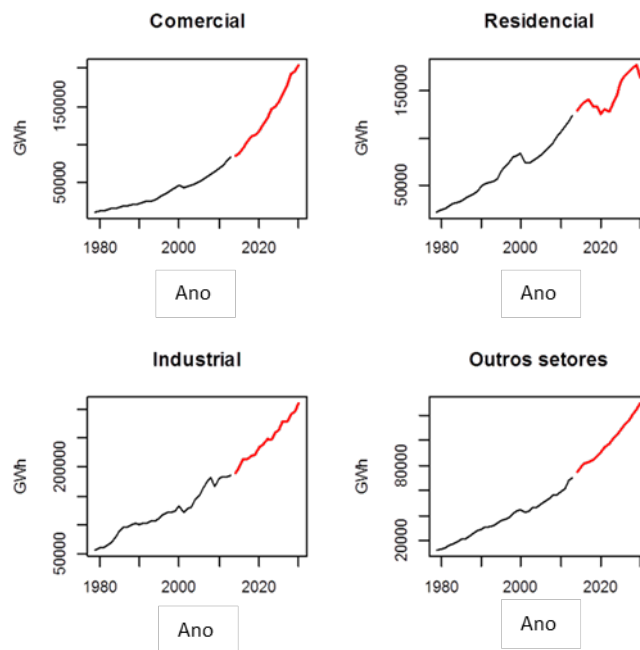 Comercial
GWh
150000
50000
1980 2000 2020
Ano
Residencial
GWh
150000
50000
1980 2000 2020
Ano
Industrial
GWh
200000
50000
1980 2000 2020
Ano
Outros setores
GWh
80000
20000
1980 2000 2020
Ano